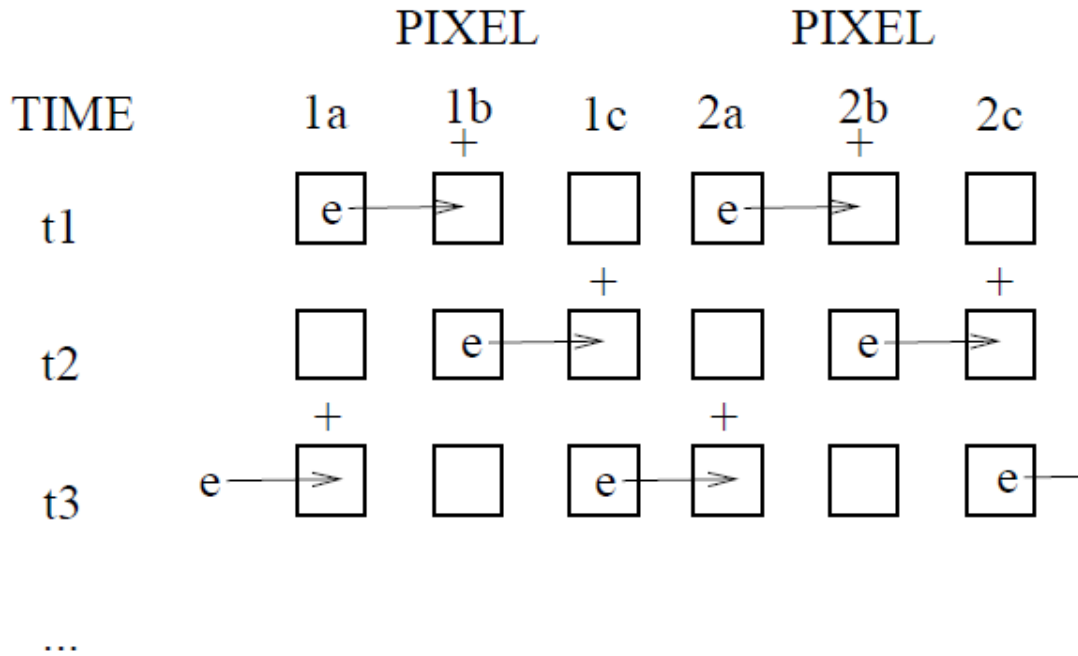 PIXEL PIXEL
TIME 1a 1b 1c 2a 2b 2c
+ +
t1 e e
+ +
t2 e e
+ +
t3 e e e
...